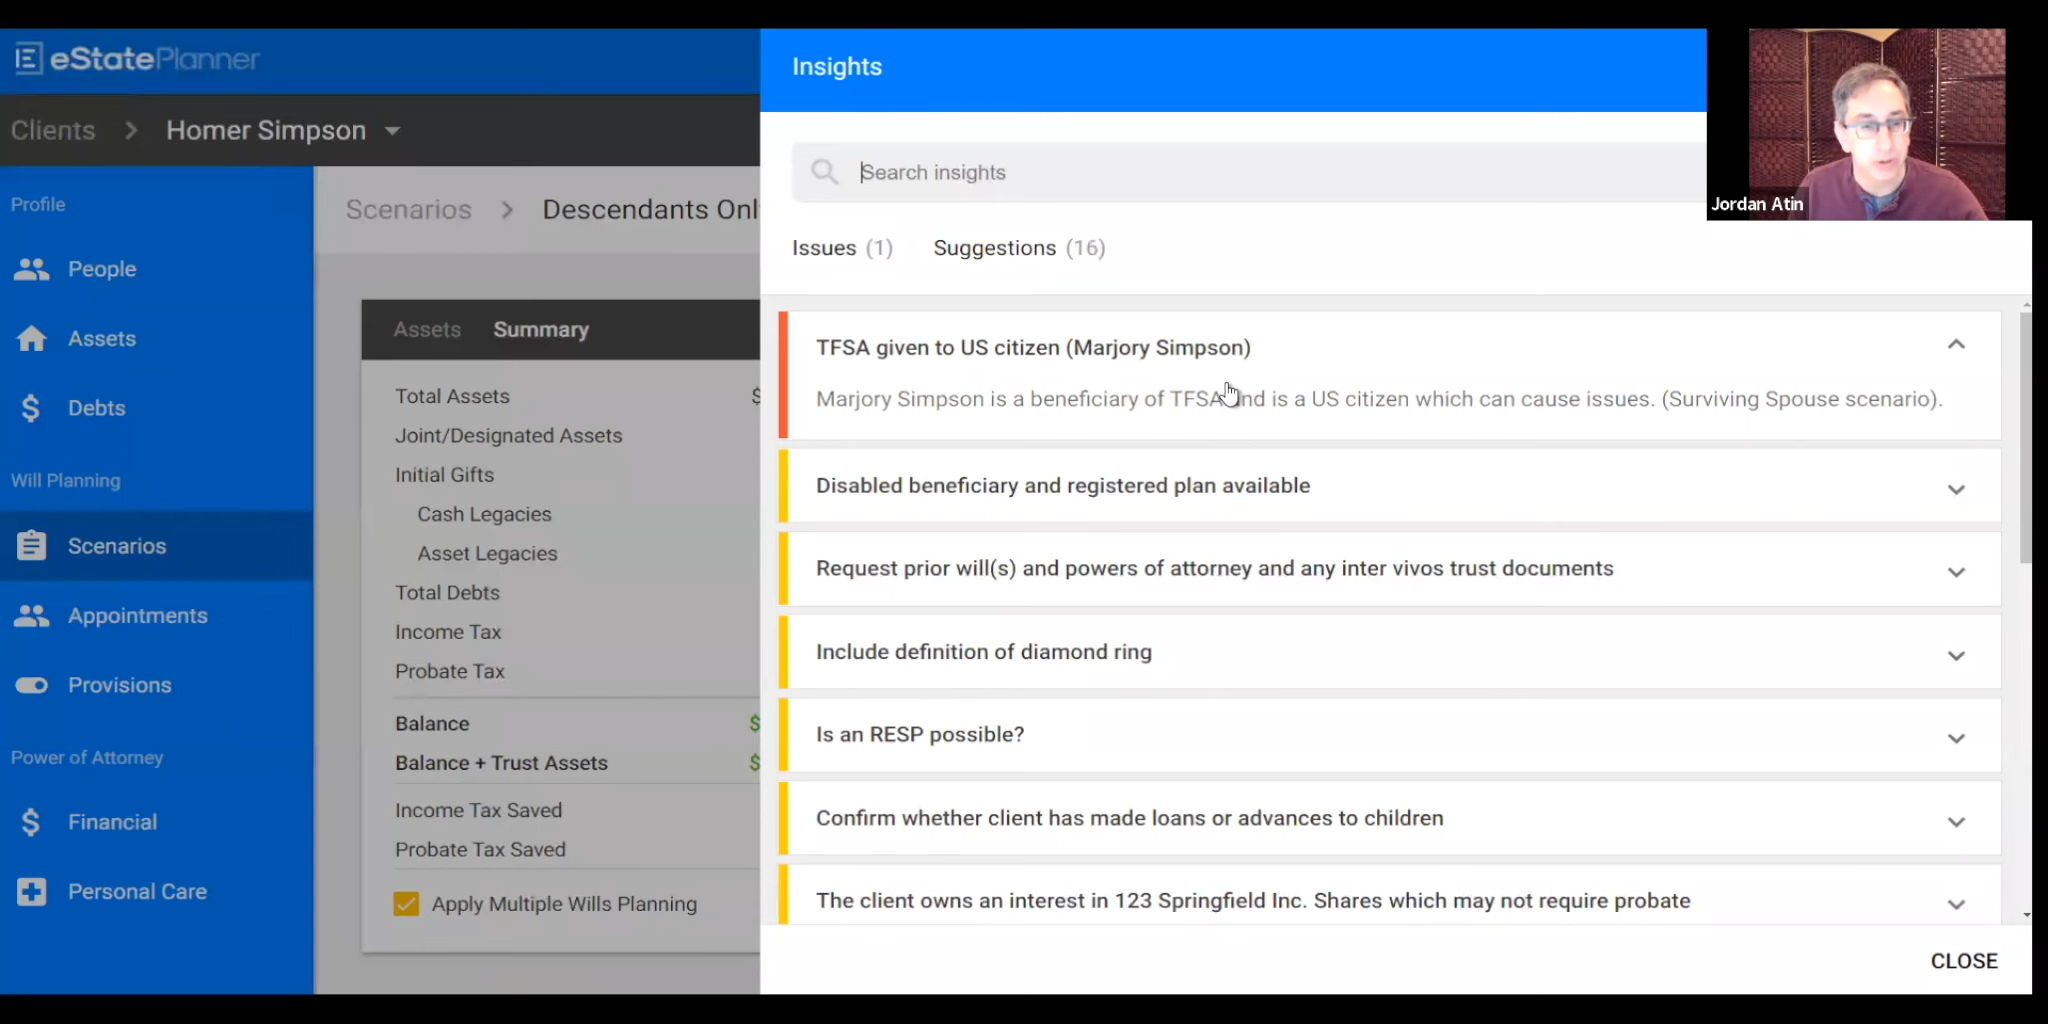 eStatePlanner
Clients > Homer Simpson
Profile
People
Assets
Debts
Will Planning
Scenarios
Appointments
Provisions
Power of Attorney
Financial
Personal Care
Scenarios > Descendants Onl
Assets Summary
Total Assets $
Joint/Designated Assets
Initial Gifts
Cash Legacies
Asset Legacies
Total Debts
Income Tax
Probate Tax
Balance $
Balance + Trust Assets $
Income Tax Saved
Probate Tax Saved
Apply Multiple Wills Planning
Insights
Search insights
Issues (1) Suggestions (16)
TFSA given to US citizen (Marjory Simpson)
Marjory Simpson is a beneficiary of TFSA and is a US citizen which can cause issues. (Surviving Spouse scenario).
Disabled beneficiary and registered plan available
Request prior will(s) and powers of attorney and any inter vivos trust documents
Include definition of diamond ring
Is an RESP possible?
Confirm whether client has made loans or advances to children
The client owns an interest in 123 Springfield Inc. Shares which may not require probate
CLOSE
Jordan Atin